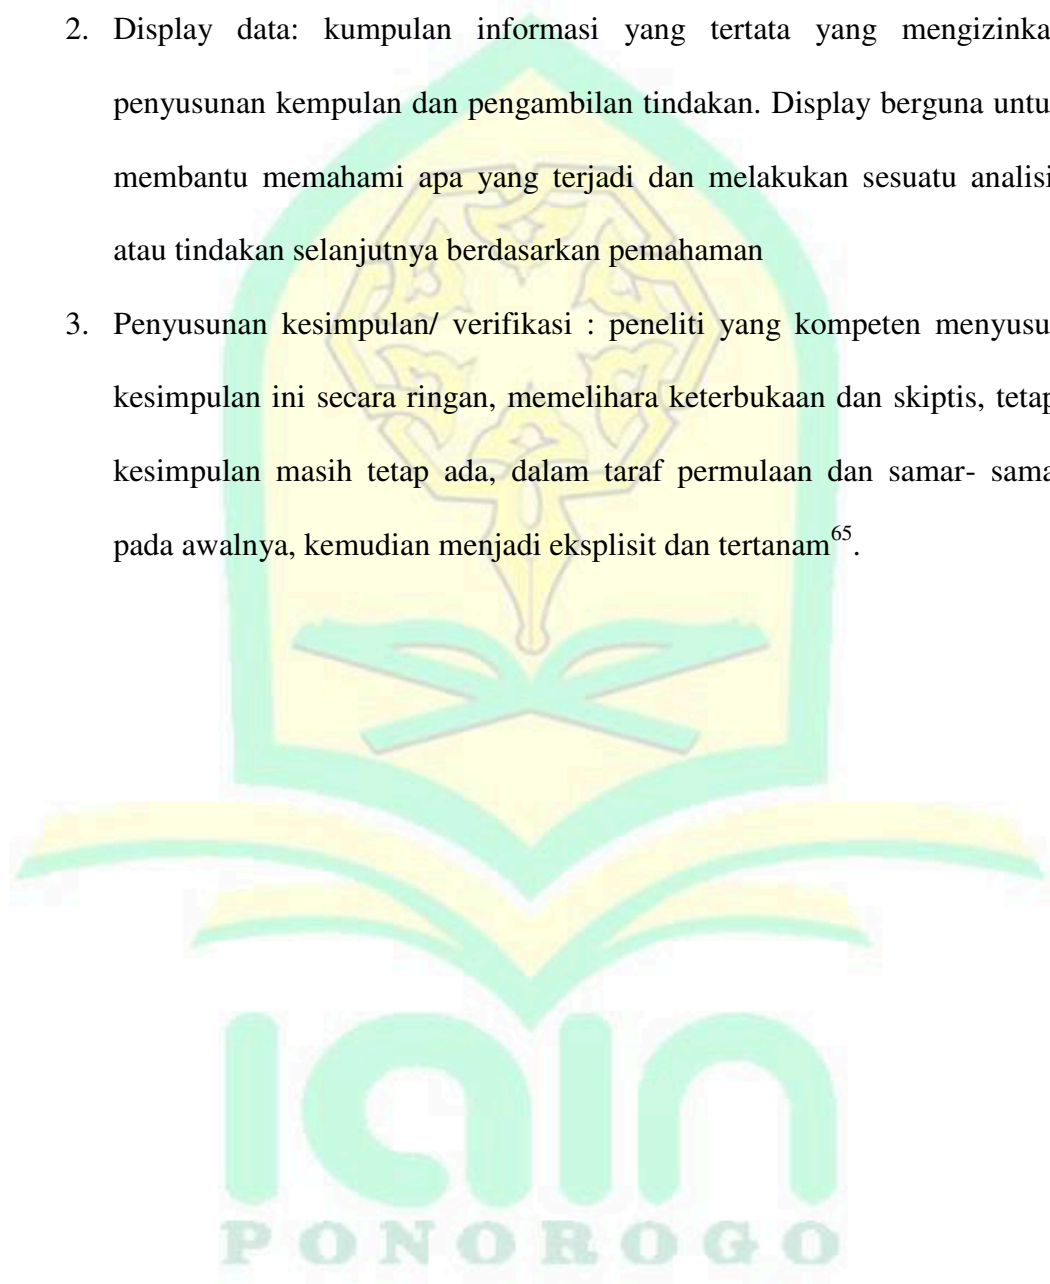 2. Display data: kumpulan informasi yang tertata yang mengizinka
penyusunan kempulan dan pengambilan tindakan. Display berguna untu
membantu memahami apa yang terjadi dan melakukan sesuatu analisi
atau tindakan selanjutnya berdasarkan pemahaman
3. Penyusunan kesimpulan/ verifikasi : peneliti yang kompeten menyusu
kesimpulan ini secara ringan, memelihara keterbukaan dan skiptis, tetap
kesimpulan masih tetap ada, dalam taraf permulaan dan samar- sama
pada awalnya, kemudian menjadi eksplisit dan tertanam65.
iain
PONOROGO